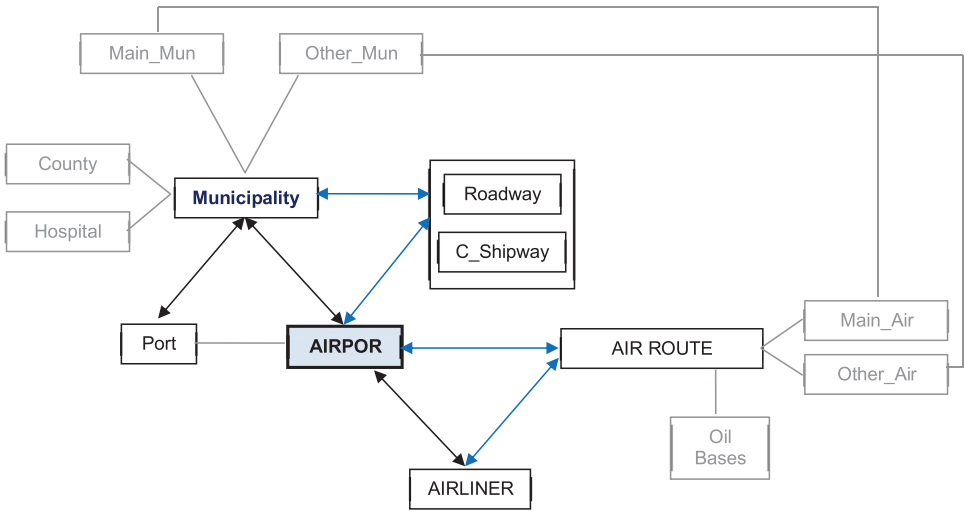 Main_Mun
Other_Mun
County
Municipality
Roadway
Hospital
C_Shipway
Port
AIRPOR
AIR ROUTE
Main_Air
Other_Air
Oil
Bases
AIRLINER